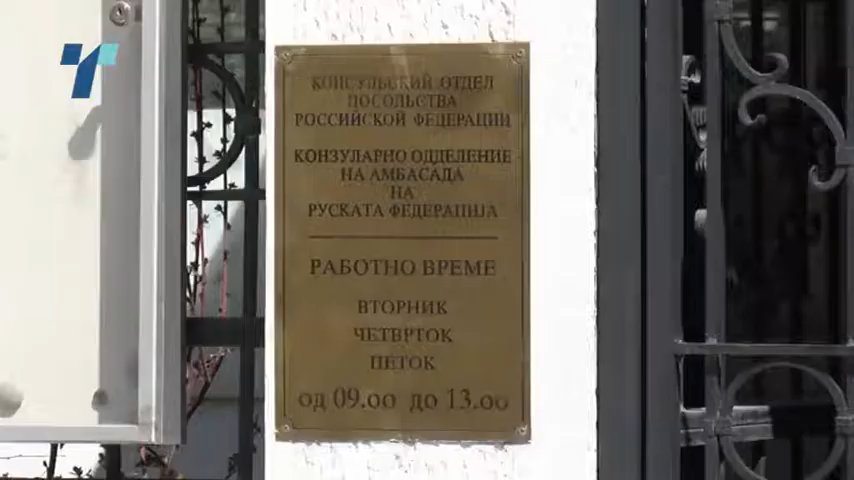 КОНСУЛЬСКИЙ ОТДЕЛ
ПОСОЛЬСТВА
РОССИЙСКОЙ ФЕДЕРАЦИИ
КОНЗУЛАРНО ОДДЕЛЕНИЕ
НА АМБАСАДА
НА
РУСКАТА ФЕДЕРАЦИЈА
РАБОТНО ВРЕМЕ
ВТОРНИК
ЧЕТВРТОК
ПЕТОК
ОД 09.00 ДО 13.00